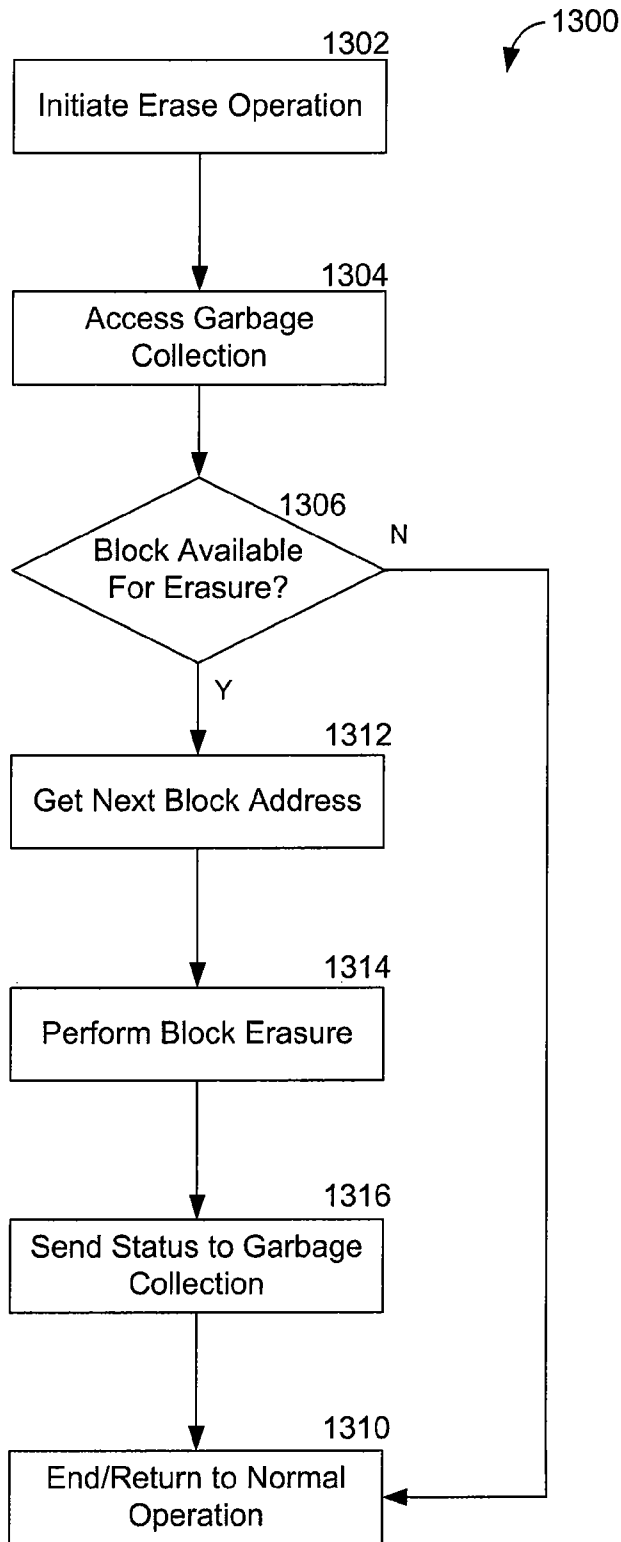 1300
1302
Initiate Erase Operation
1304
Access Garbage
Collection
1306
Block Available
For Erasure?
N
Y
1312
Get Next Block Address
1314
Perform Block Erasure
1316
Send Status to Garbage
Collection
1310
End/Return to Normal
Operation